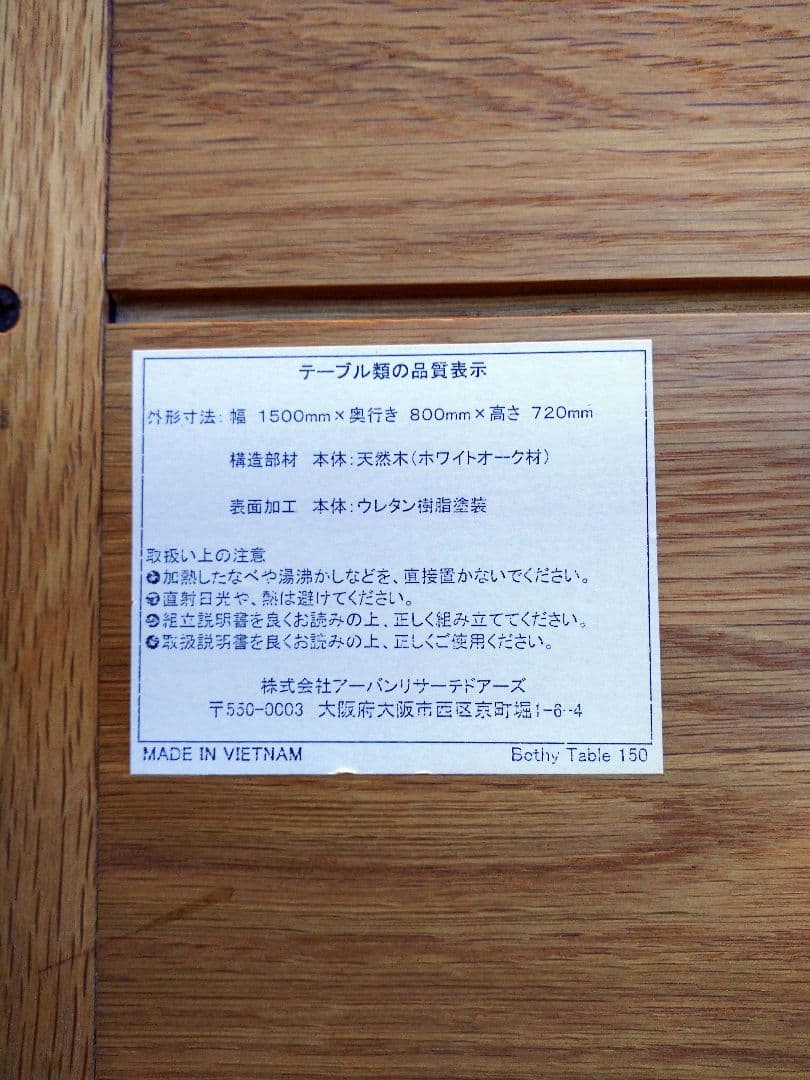 テーブル類の品質表示
外形寸法: 幅 1500mm×奥行き 800mm×高さ 720mm
構造部材 本体:天然木(ホワイトオーク材)
表面加工 本体:ウレタン樹脂塗装
取扱い上の注意
❶加熱したなべや湯沸かしなどを、直接置かないでください。
❷直射日光や、熱は避けてください。
❸組立説明書を良くお読みの上、正しく組み立ててください。
❹取扱説明書を良くお読みの上、正しくご使用ください。
株式会社アーバンリサーチドアーズ
〒550-0003 大阪府大阪市西区京町堀1-6-4
MADE IN VIETNAM
Bothy Table 150